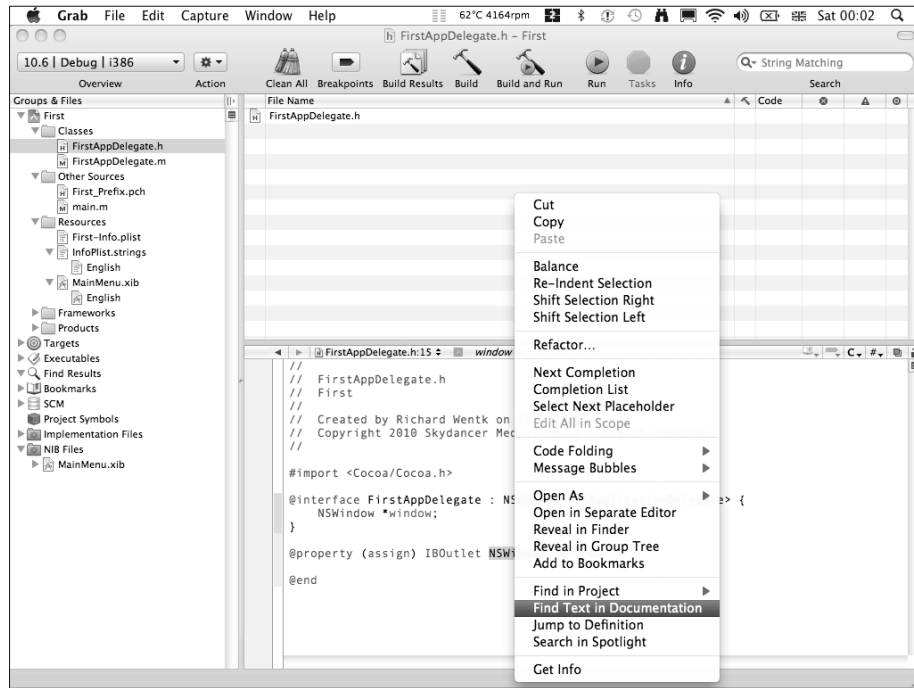 Grab File Edit Capture Window Help 62°C 4164rpm Sat 00:02
FirstAppDelegate.h – First
10.6 | Debug | i386
String Matching
Overview Action Clean All Breakpoints Build Results Build Build and Run Run Tasks Info Search
Groups & Files
First
Classes
FirstAppDelegate.h
FirstAppDelegate.m
Other Sources
First_Prefix.pch
main.m
Resources
First-Info.plist
InfoPlist.strings
English
MainMenu.xib
English
Frameworks
Products
Targets
Executables
Find Results
Bookmarks
SCM
Project Symbols
Implementation Files
NIB Files
MainMenu.xib
File Name Code
FirstAppDelegate.h
FirstAppDelegate.h:15 window C #
//
// FirstAppDelegate.h
// First
//
// Created by Richard Wentk on
// Copyright 2010 Skydancer Med
//
#import <Cocoa/Cocoa.h>
@interface FirstAppDelegate : NS e> {
NSWindow *window;
}
@property (assign) IBOutlet NSWi
@end
Cut
Copy
Paste
Balance
Re-Indent Selection
Shift Selection Right
Shift Selection Left
Refactor...
Next Completion
Completion List
Select Next Placeholder
Edit All in Scope
Code Folding
Message Bubbles
Open As
Open in Separate Editor
Reveal in Finder
Reveal in Group Tree
Add to Bookmarks
Find in Project
Find Text in Documentation
Jump to Definition
Search in Spotlight
Get Info